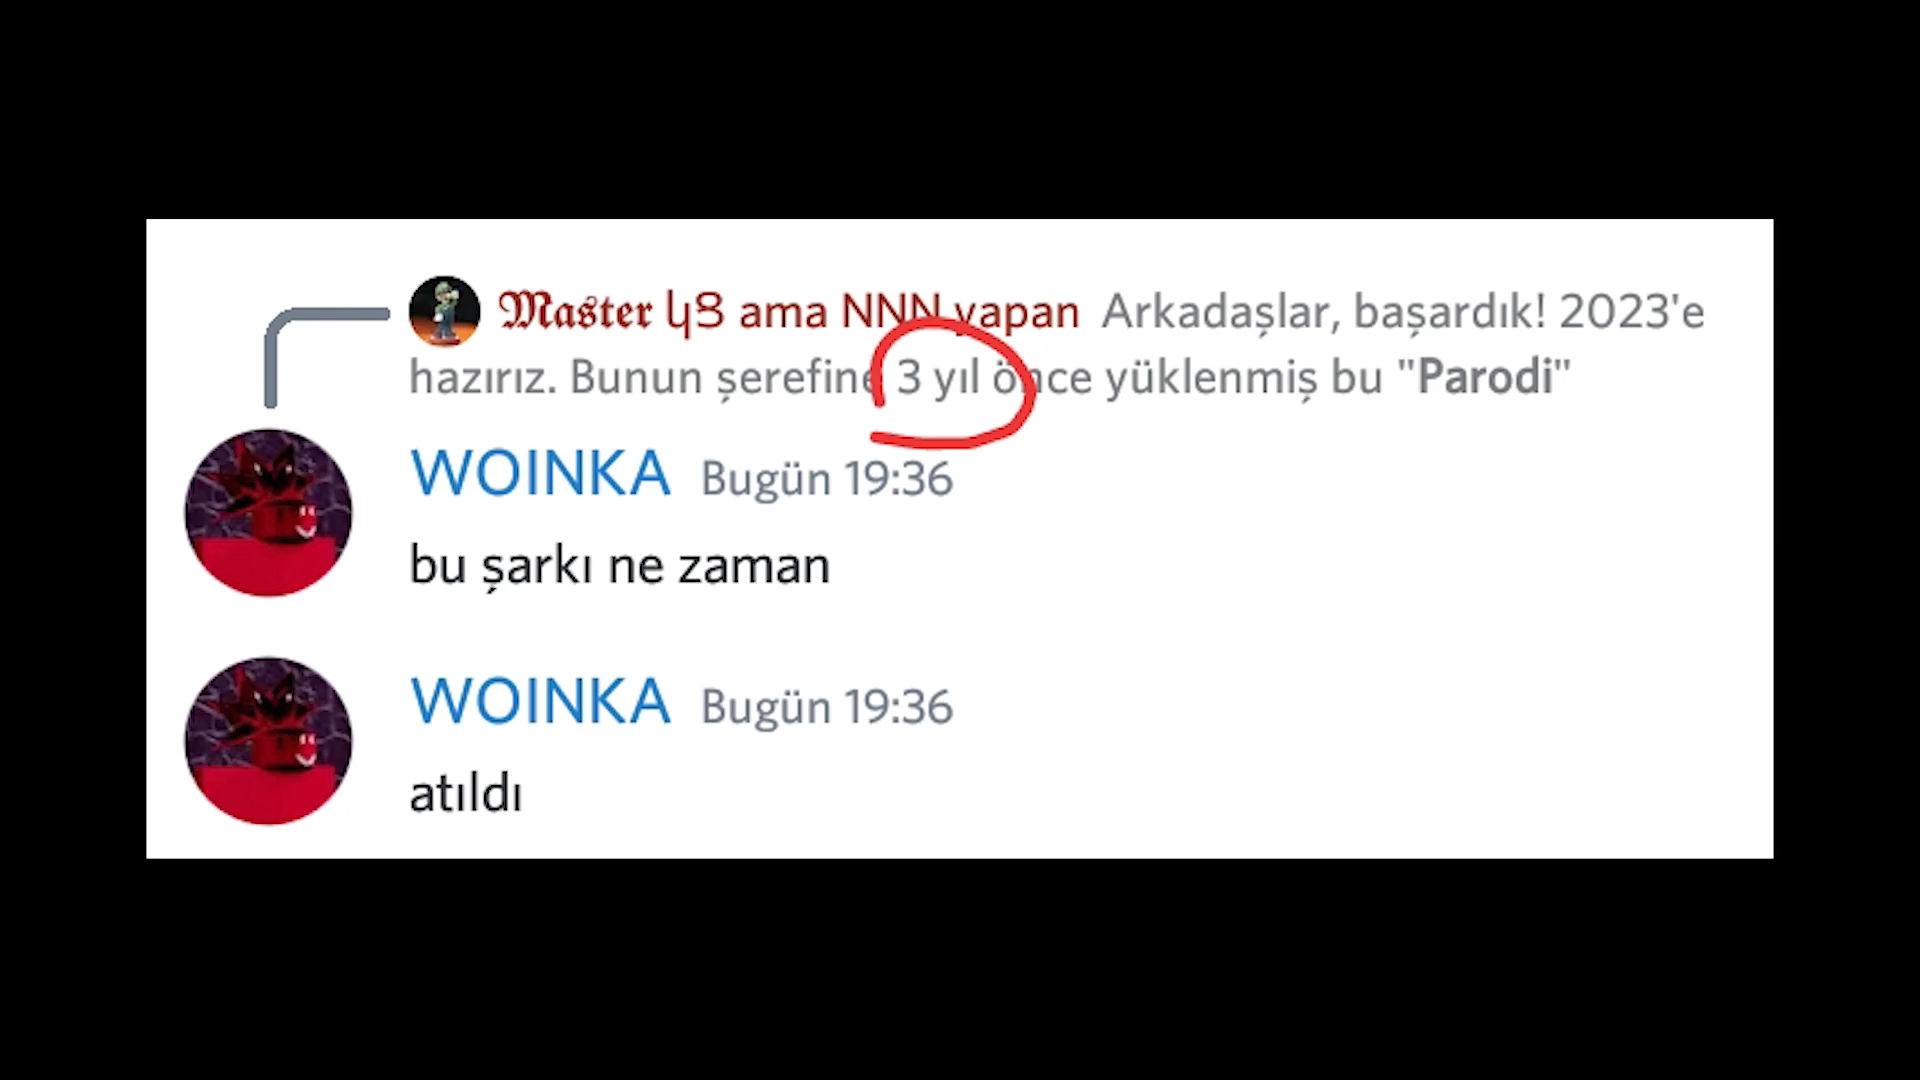 𝕸𝖆𝖘𝖙𝖊𝖗 ԿՑ ama NNN yapan Arkadaşlar, başardık! 2023'e
hazırız. Bunun şerefine 3 yıl önce yüklenmiş bu "Parodi"
WOINKA Bugün 19:36
bu şarkı ne zaman
WOINKA Bugün 19:36
atıldı